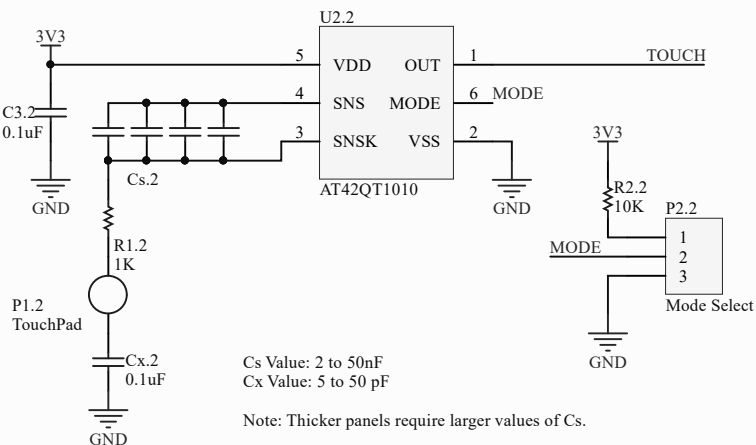 U2.2
3V3
5
VDD
OUT
1
TOUCH
4
SNS
MODE
6
MODE
C3.2
0.1uF
3
SNSK
VSS
2
3V3
Cs.2
AT42QT1010
GND
GND
R2.2
10K
P2.2
R1.2
1K
MODE
1
2
3
P1.2
TouchPad
Mode Select
Cx.2
0.1uF
GND
Cs Value: 2 to 50nF
Cx Value: 5 to 50 pF
Note: Thicker panels require larger values of Cs.
GND